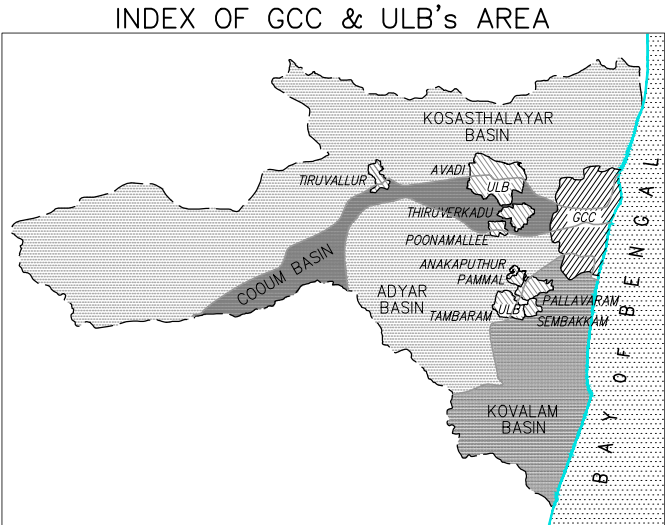 INDEX OF GCC & ULB's AREA
KOSASTHALAYAR
BASIN
AVADI
TIRUVALLUR
ULB
THIRUVERKADU
GCC
POONAMALLEE
ANAKAPUTHUR
PAMMAL
COOUM BASIN
ADYAR
BASIN
PALLAVARAM
TAMBARAM
ULB
SEMBAKKAM
KOVALAM
BASIN
BAY OF BENGAL